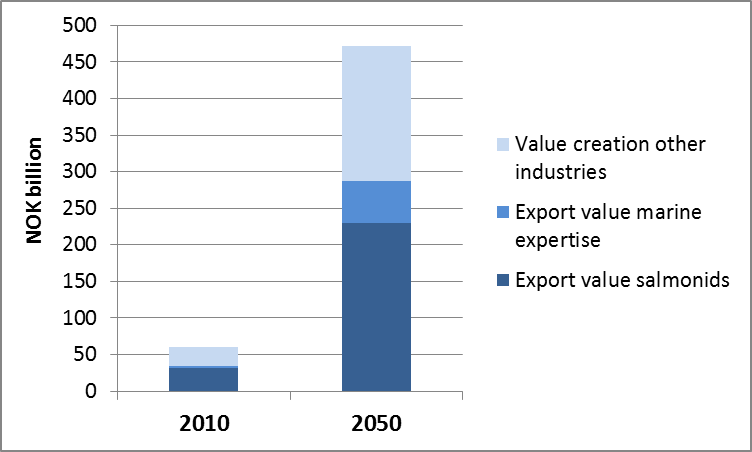 500
450
400
350
300
250
200
150
100
50
0
NOK billion
2010
2050
Value creation other
industries
Export value marine
expertise
Export value salmonids